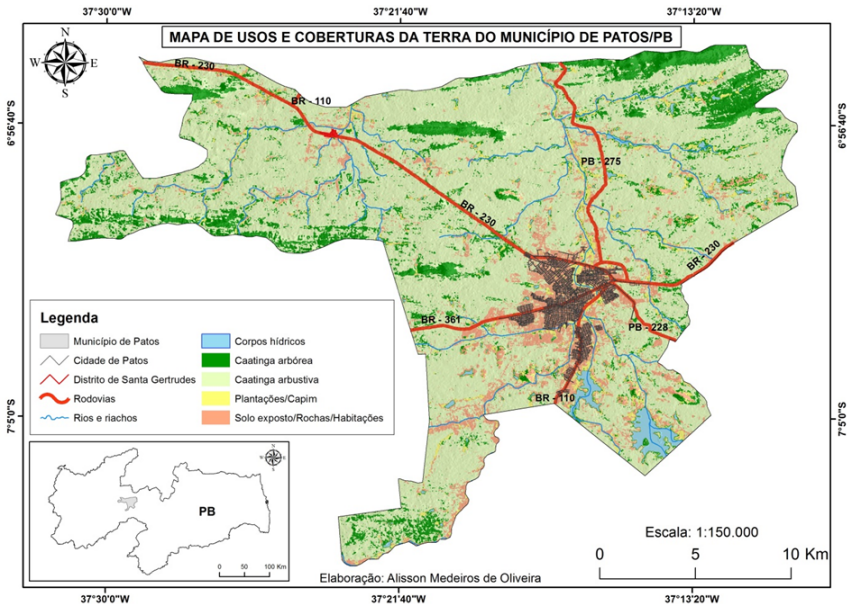 37°30'0"W
37°21'40"W
37°13'20"W
MAPA DE USOS E COBERTURAS DA TERRA DO MUNICÍPIO DE PATOS/PB
N
W
E
S
BR - 230
BR - 110
6°56'40"S
6°56'40"S
PB - 275
BR - 230
BR - 230
BR - 361
PB - 228
BR - 110
7°5'0"S
7°5'0"S
Legenda
Município de Patos
Cidade de Patos
Distrito de Santa Gertrudes
Rodovias
Rios e riachos
Corpos hídricos
Caatinga arbórea
Caatinga arbustiva
Plantações/Capim
Solo exposto/Rochas/Habitações
N
W
E
S
PB
0 50 100 Km
Escala: 1:150.000
0 5 10 Km
Elaboração: Alisson Medeiros de Oliveira
37°30'0"W
37°21'40"W
37°13'20"W